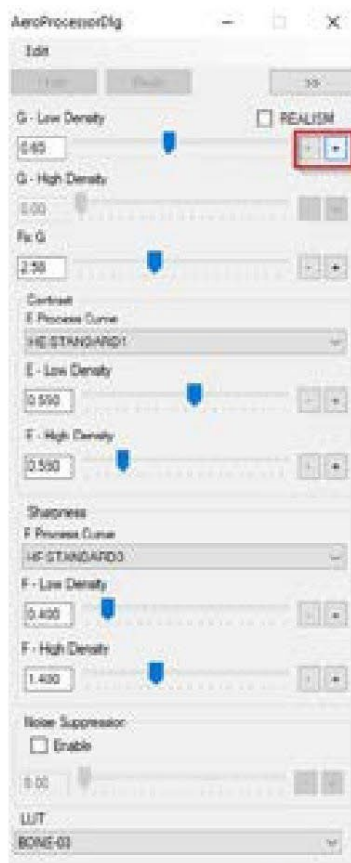 AeroProcessorDlg
Edit
>>
G - Low Density
REALISM
0.60
-
+
G - High Density
0.00
Fix G
2.50
-
+
Contrast
E Process Curve
HE-STANDARD1
E - Low Density
0.590
-
+
E - High Density
0.590
-
+
Sharpness
F Process Curve
HF-STANDARD3
F - Low Density
0.400
-
+
F - High Density
1.400
-
+
Noise Suppression
Enable
0.00
LUT
BONE-03